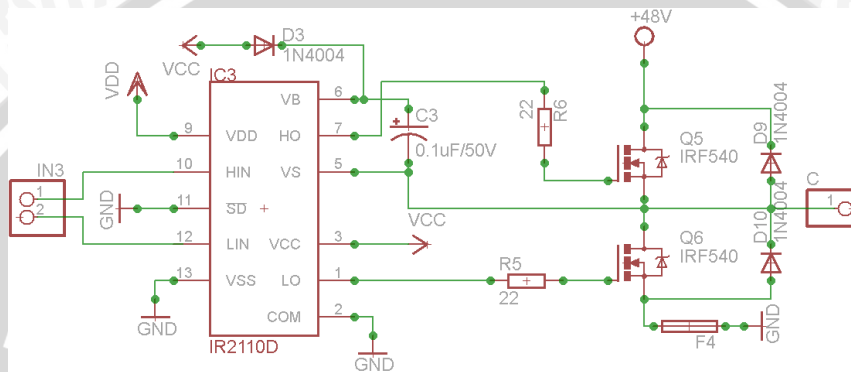 +48V
D3
1N4004
VCC
VDD
IC3
VB 6
9 VDD
HO 7
C3
+
0.1uF/50V
22
R6
Q5
IRF540
D9
1N4004
IN3
1
2
10 HIN
VS 5
GND
11 SD +
VCC
C
1
12 LIN
VCC 3
Q6
IRF540
D10
1N4004
13 VSS
LO 1
R5
22
GND
COM 2
IR2110D
GND
F4
GND